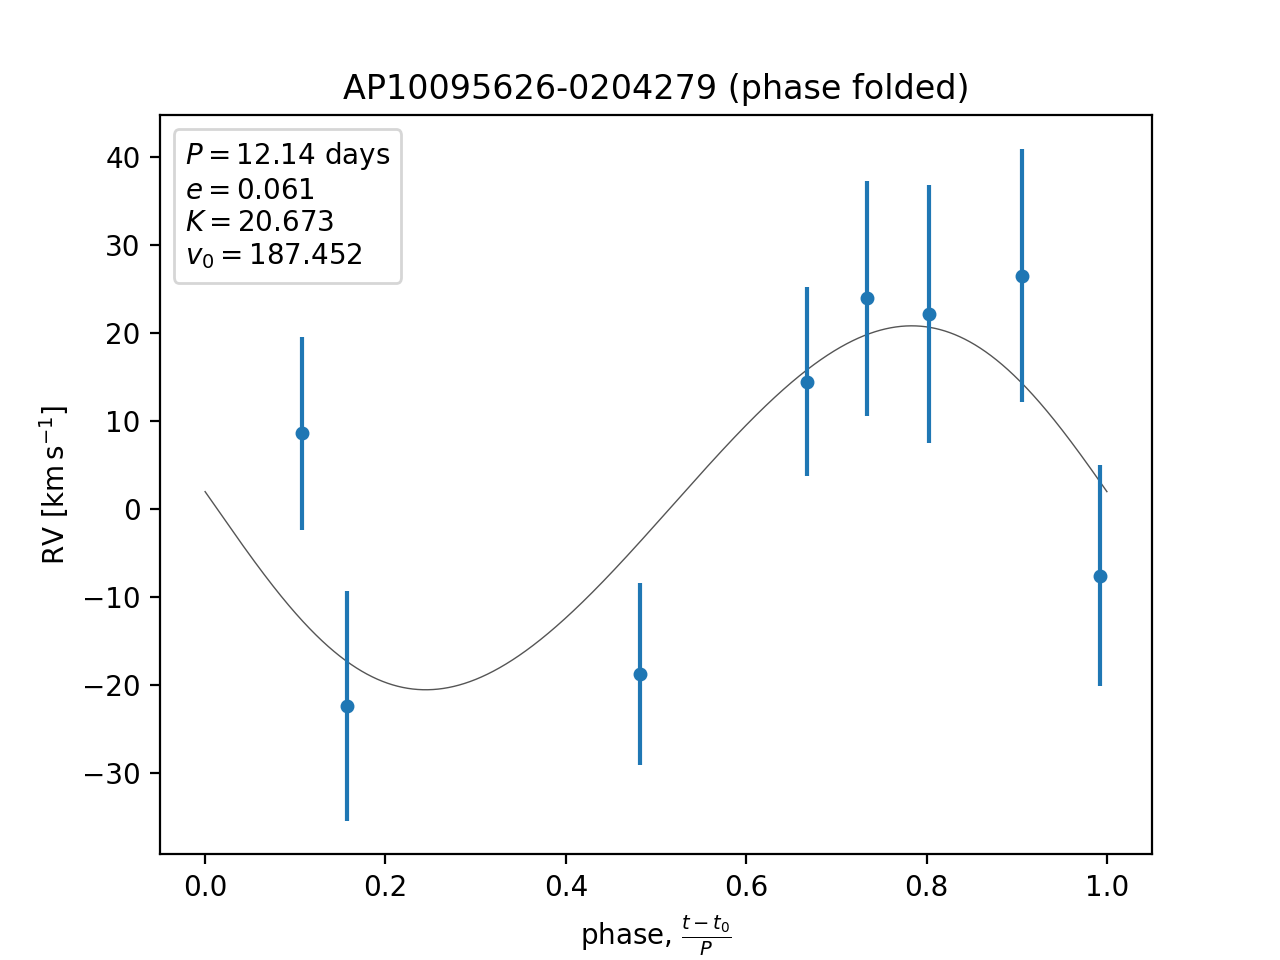 AP10095626-0204279 (phase folded)
P = 12.14 days
e = 0.061
K = 20.673
v₀ = 187.452
40
30
20
10
0
−10
−20
−30
RV [km s⁻¹]
0.0 0.2 0.4 0.6 0.8 1.0
phase, (t − t₀)/P